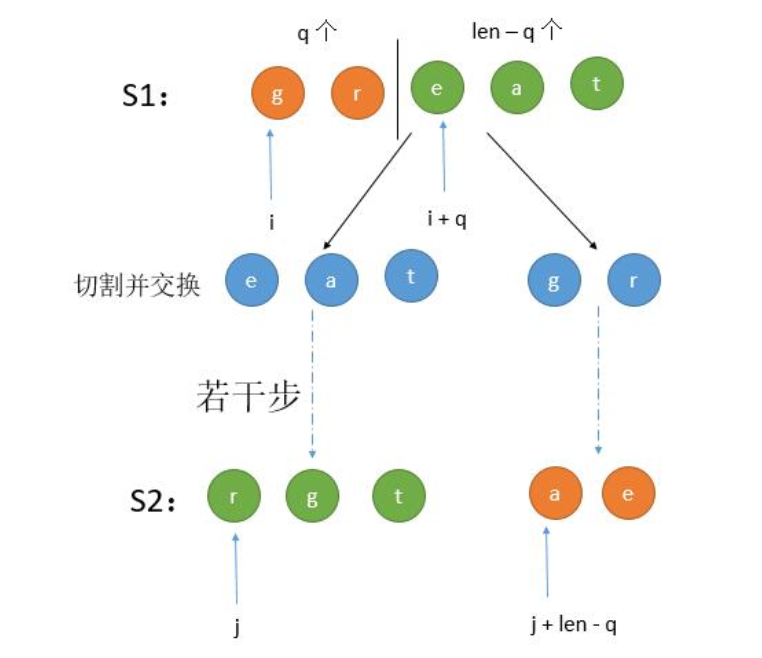 q 个 len – q 个
S1： g r e a t
i i + q
切割并交换 e a t g r
若干步
S2： r g t a e
j j + len - q